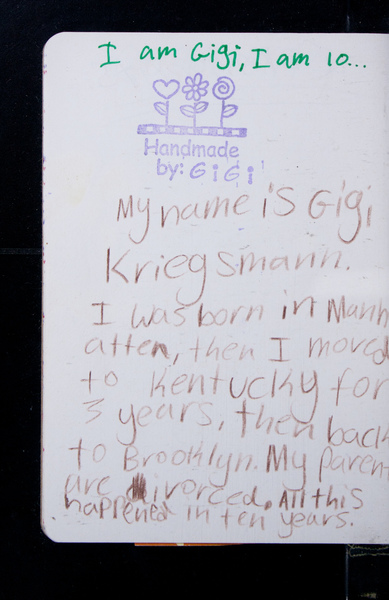 I am Gigi, I am 10...
Handmade
by: GiGi
My name is Gigi
Kriegsmann.
I was born in Mann
atten, then I moved
to Kentucky for
3 years, then back
to Brooklyn. My parent
are divorced. All this
happened in ten years.